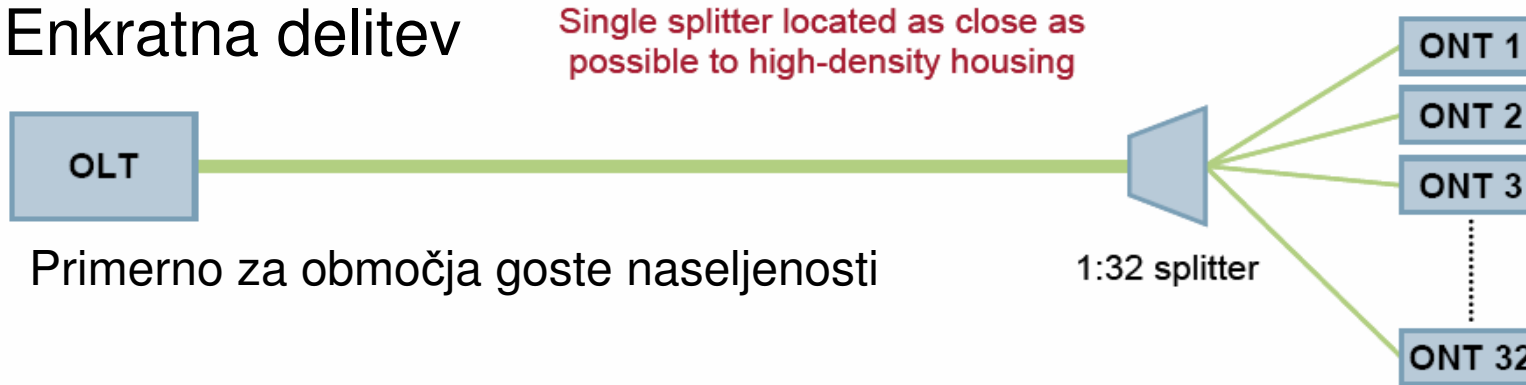 Enkratna delitev
Single splitter located as close as
possible to high-density housing
OLT
ONT 1
ONT 2
ONT 3
Primerno za območja goste naseljenosti
1:32 splitter
ONT 32